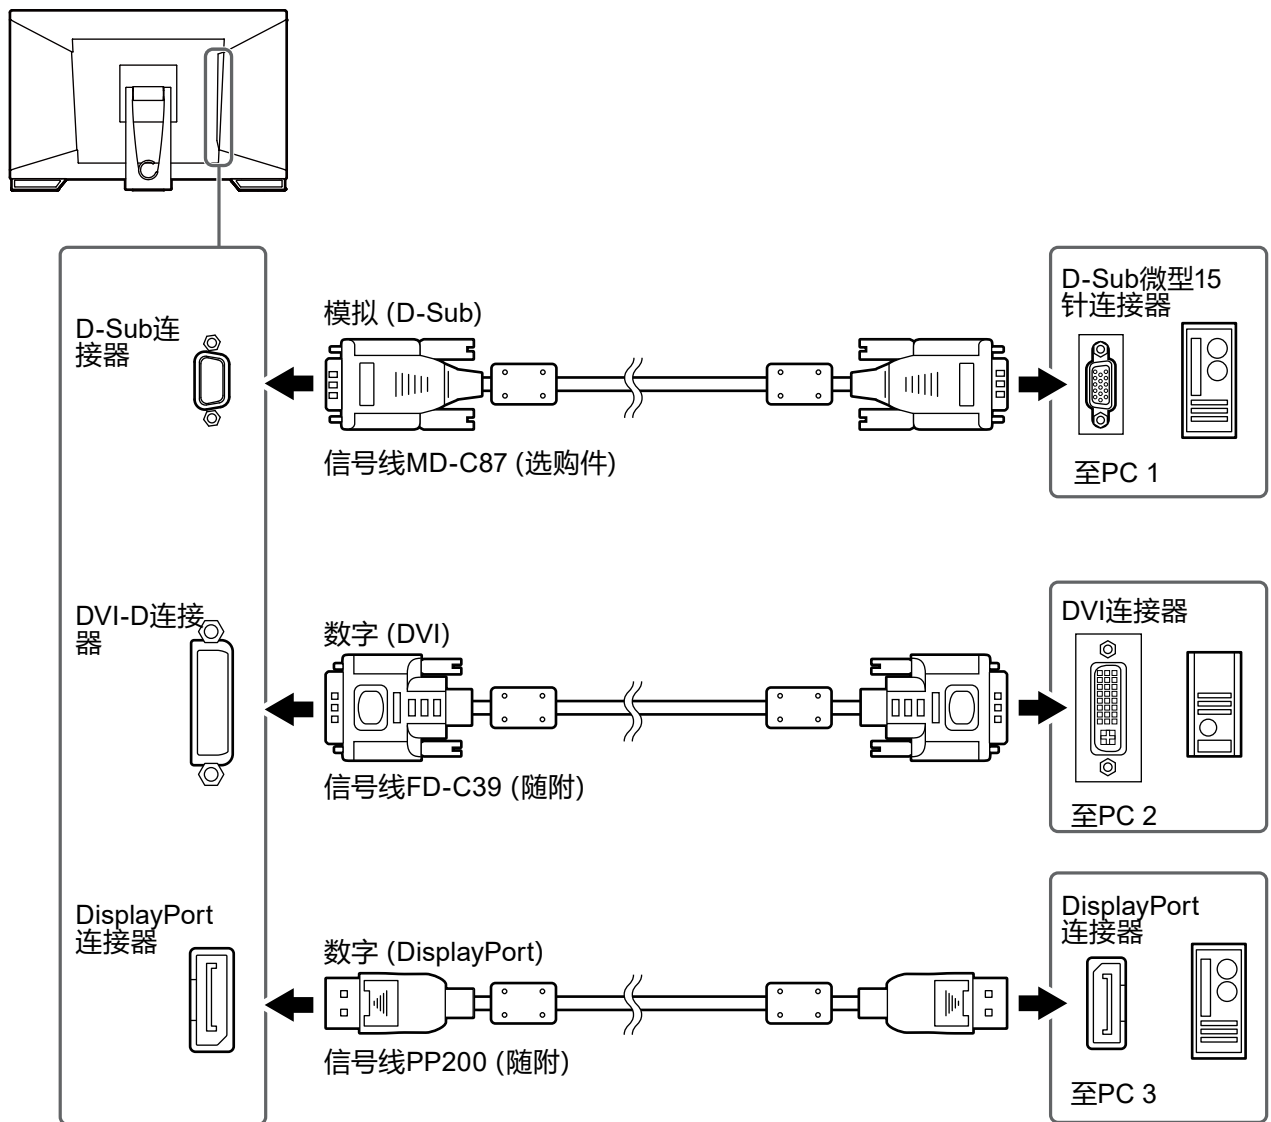 D-Sub连
接器
模拟 (D-Sub)
信号线MD-C87 (选购件)
D-Sub微型15
针连接器
至PC 1
DVI-D连接
器
数字 (DVI)
信号线FD-C39 (随附)
DVI连接器
至PC 2
DisplayPort
连接器
数字 (DisplayPort)
信号线PP200 (随附)
DisplayPort
连接器
至PC 3